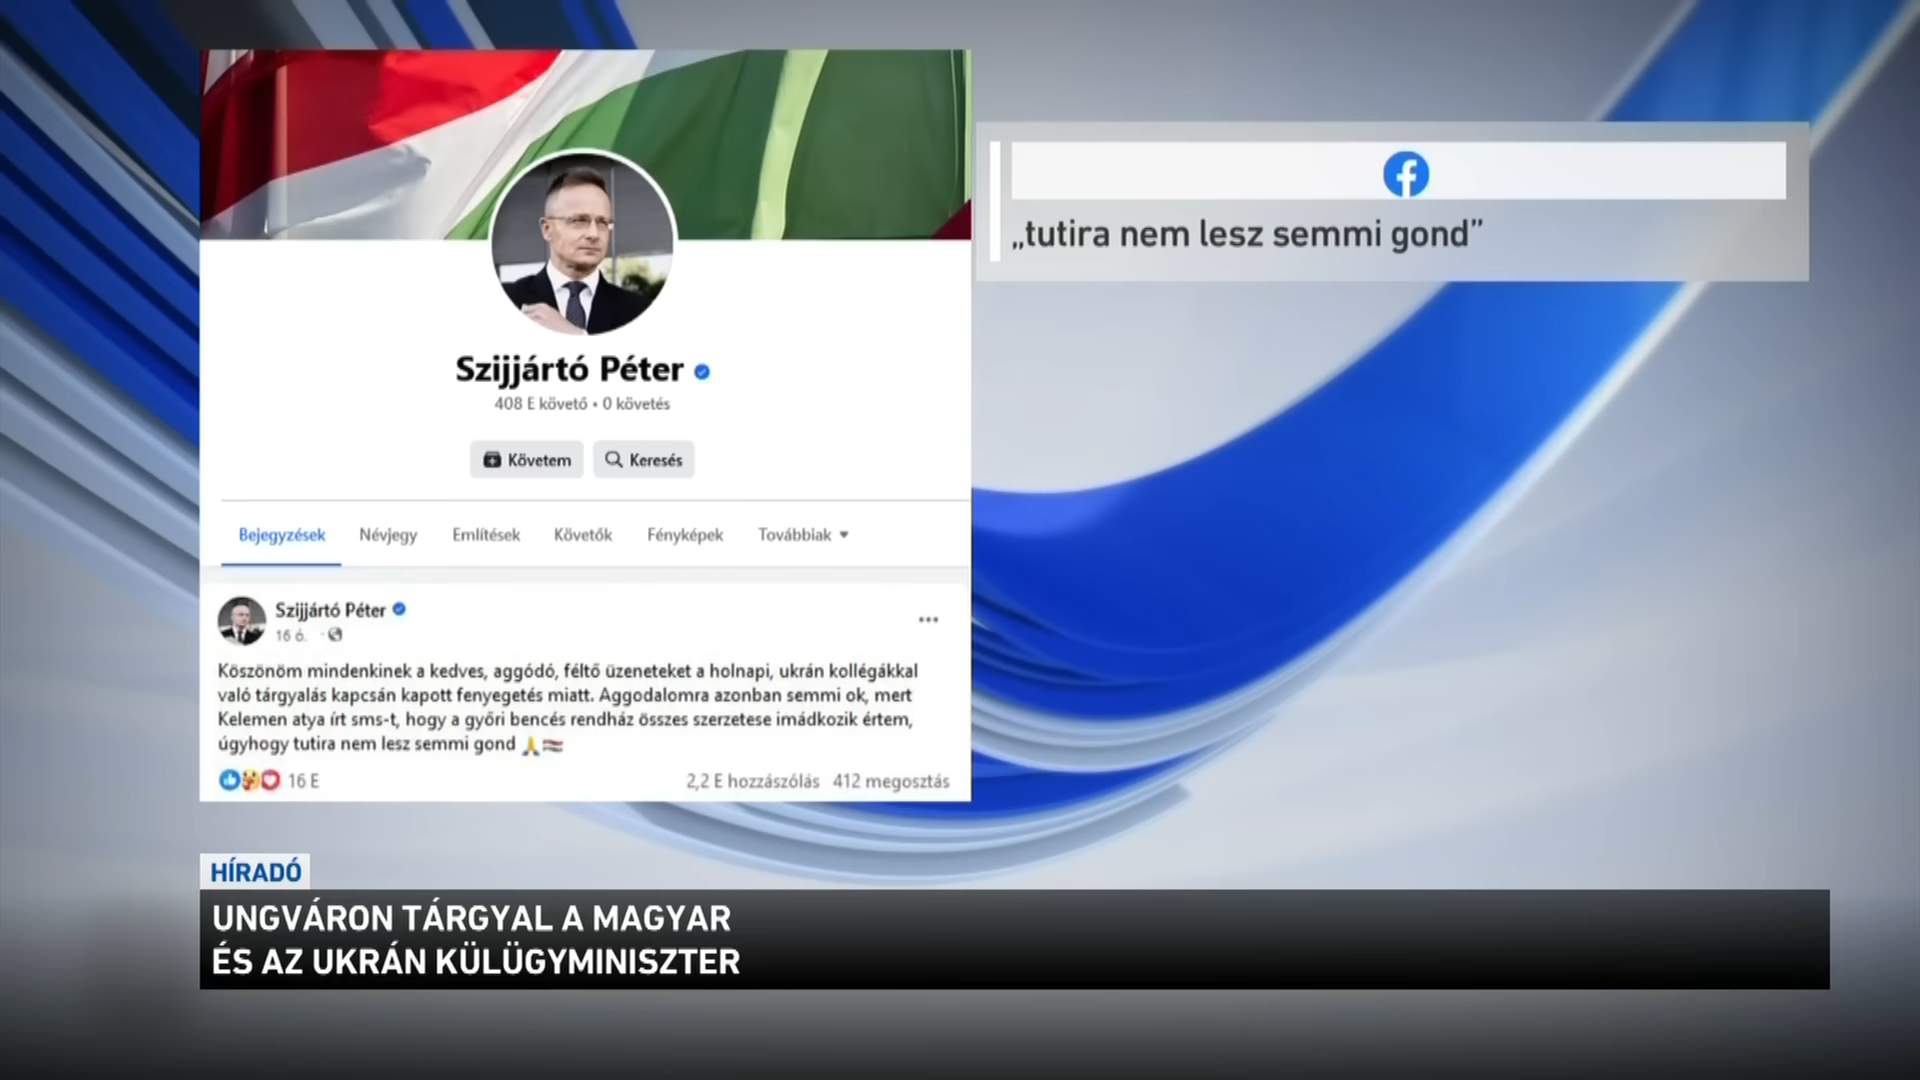 Szijjártó Péter
408 E követő • 0 követés
Követem
Keresés
Bejegyzések
Névjegy
Említések
Követők
Fényképek
Továbbiak
Szijjártó Péter
16 ó.
Köszönöm mindenkinek a kedves, aggódó, féltő üzeneteket a holnapi, ukrán kollégákkal
való tárgyalás kapcsán kapott fenyegetés miatt. Aggodalomra azonban semmi ok, mert
Kelemen atya írt sms-t, hogy a győri bencés rendház összes szerzetese imádkozik értem,
úgyhogy tutira nem lesz semmi gond 🙏🇭🇺
16 E
2,2 E hozzászólás 412 megosztás
„tutira nem lesz semmi gond”
HÍRADÓ
UNGVÁRON TÁRGYAL A MAGYAR
ÉS AZ UKRÁN KÜLÜGYMINISZTER